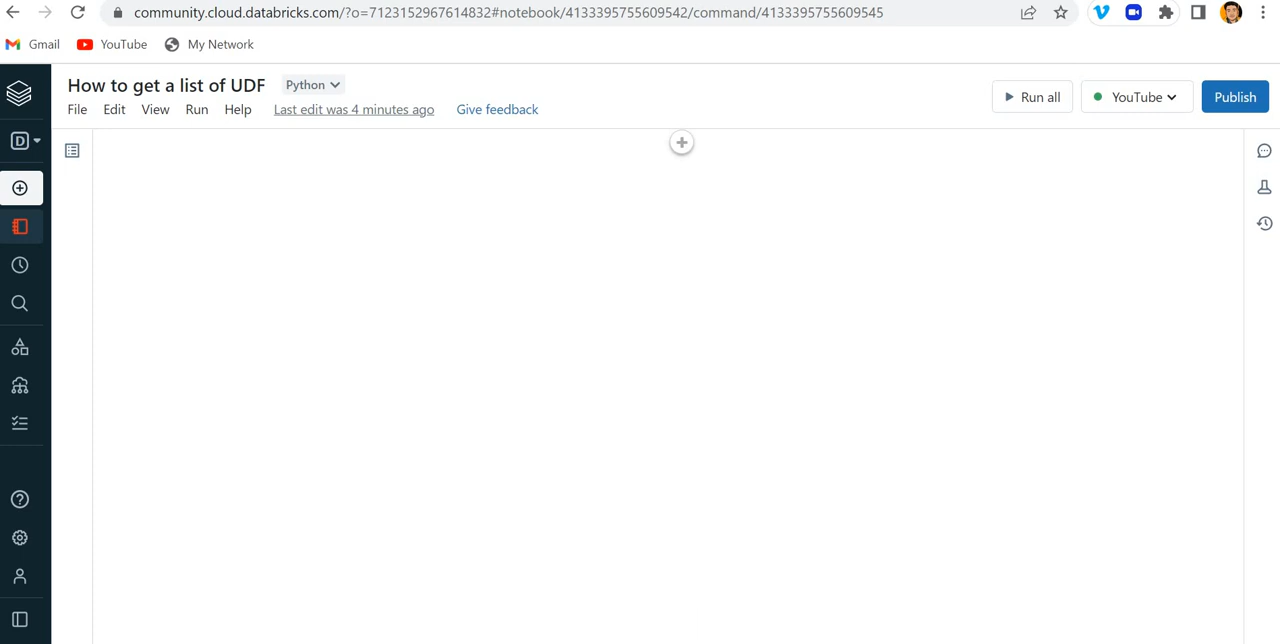 community.cloud.databricks.com/?o=7123152967614832#notebook/4133395755609542/command/4133395755609545
Gmail YouTube My Network
How to get a list of UDF Python
File Edit View Run Help Last edit was 4 minutes ago Give feedback
Run all YouTube Publish
D